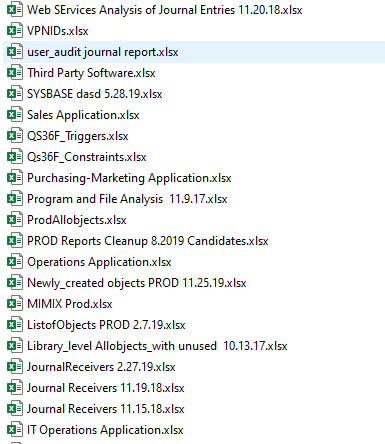 Web SErvices Analysis of Journal Entries 11.20.18.xlsx
VPNIDs.xlsx
user_audit journal report.xlsx
Third Party Software.xlsx
SYSBASE dasd 5.28.19.xlsx
Sales Application.xlsx
QS36F_Triggers.xlsx
Qs36F_Constraints.xlsx
Purchasing-Marketing Application.xlsx
Program and File Analysis  11.9.17.xlsx
ProdAllobjects.xlsx
PROD Reports Cleanup 8.2019 Candidates.xlsx
Operations Application.xlsx
Newly_created objects PROD 11.25.19.xlsx
MIMIX Prod.xlsx
ListofObjects PROD 2.7.19.xlsx
Library_level Allobjects_with unused  10.13.17.xlsx
JournalReceivers 2.27.19.xlsx
Journal Receivers 11.19.18.xlsx
Journal Receivers 11.15.18.xlsx
IT Operations Application.xlsx